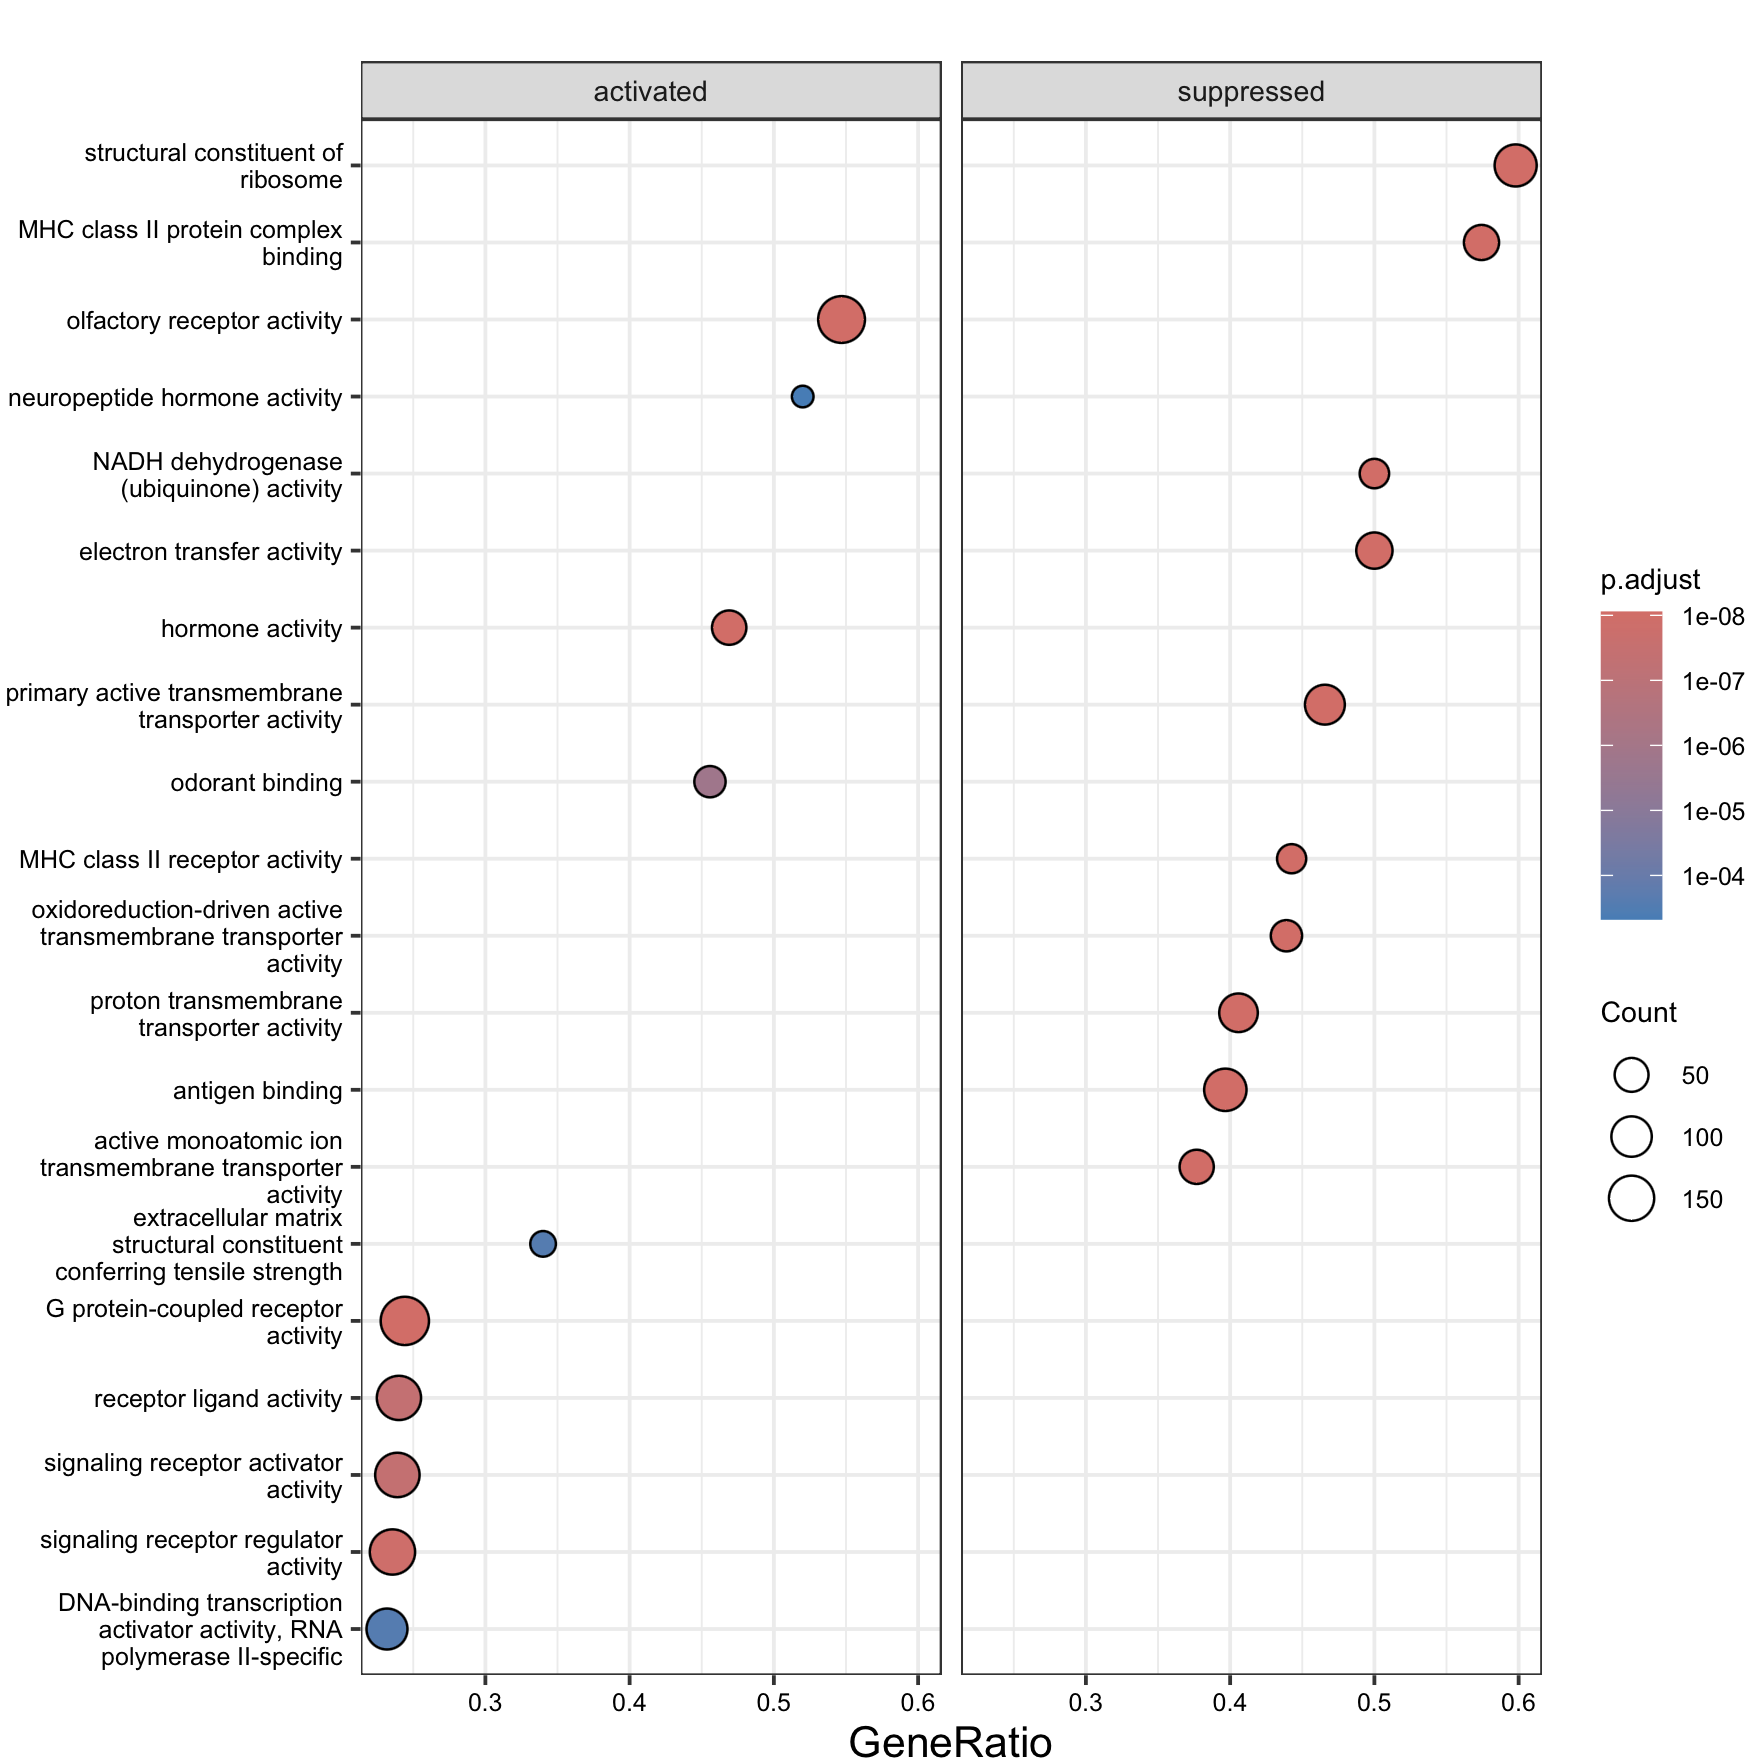 activated
suppressed
structural constituent of
ribosome
MHC class II protein complex
binding
olfactory receptor activity
neuropeptide hormone activity
NADH dehydrogenase
(ubiquinone) activity
electron transfer activity
hormone activity
primary active transmembrane
transporter activity
odorant binding
MHC class II receptor activity
oxidoreduction-driven active
transmembrane transporter
activity
proton transmembrane
transporter activity
antigen binding
active monoatomic ion
transmembrane transporter
activity
extracellular matrix
structural constituent
conferring tensile strength
G protein-coupled receptor
activity
receptor ligand activity
signaling receptor activator
activity
signaling receptor regulator
activity
DNA-binding transcription
activator activity, RNA
polymerase II-specific
0.3 0.4 0.5 0.6
0.3 0.4 0.5 0.6
GeneRatio
p.adjust
1e-08
1e-07
1e-06
1e-05
1e-04
Count
50
100
150